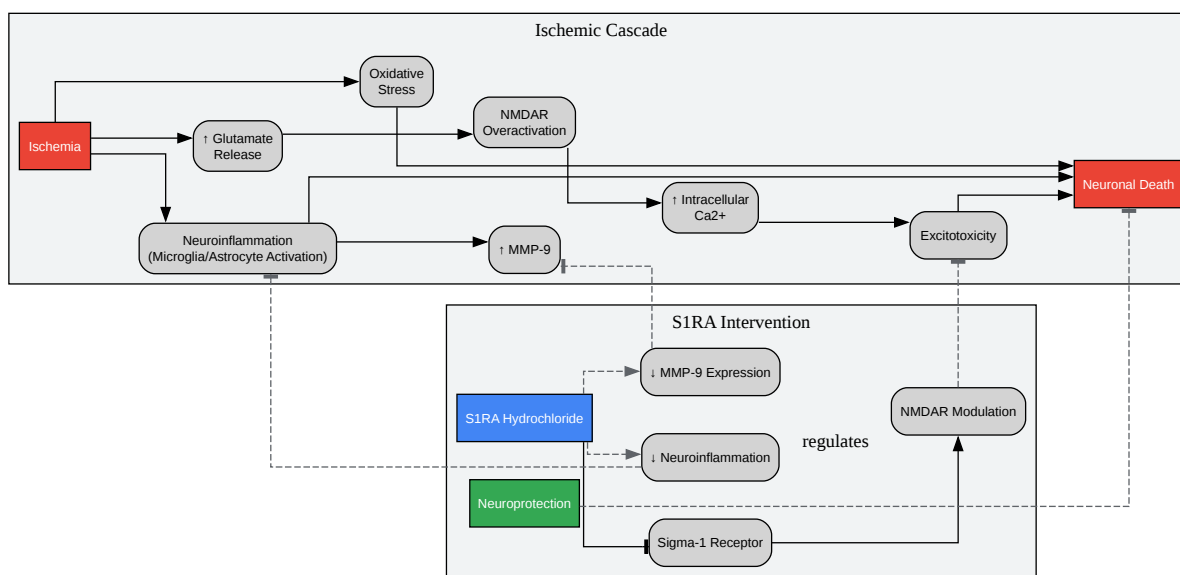 Ischemic Cascade
Oxidative
Stress
NMDAR
Overactivation
Ischemia
↑ Glutamate
Release
Neuronal Death
↑ Intracellular
Ca2+
Neuroinflammation
(Microglia/Astrocyte Activation)
↑ MMP-9
Excitotoxicity
S1RA Intervention
↓ MMP-9 Expression
S1RA Hydrochloride
NMDAR Modulation
regulates
↓ Neuroinflammation
Neuroprotection
Sigma-1 Receptor